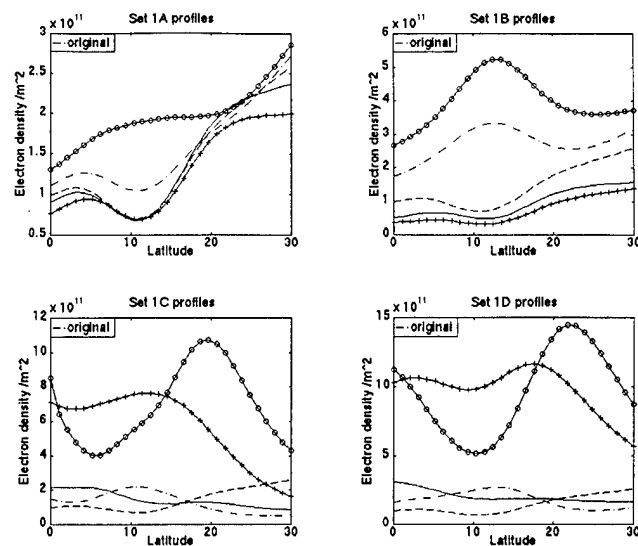 Set 1A profiles
x 10^11
-·- original
Electron density /m^2
3
2.5
2
1.5
1
0.5
0 10 20 30
Latitude
Set 1B profiles
x 10^11
-·- original
Electron density /m^2
6
5
4
3
2
1
0
0 10 20 30
Latitude
Set 1C profiles
x 10^11
-·- original
Electron density /m^2
12
10
8
6
4
2
0
0 10 20 30
Latitude
Set 1D profiles
x 10^11
-·- original
Electron density /m^2
15
10
5
0
0 10 20 30
Latitude